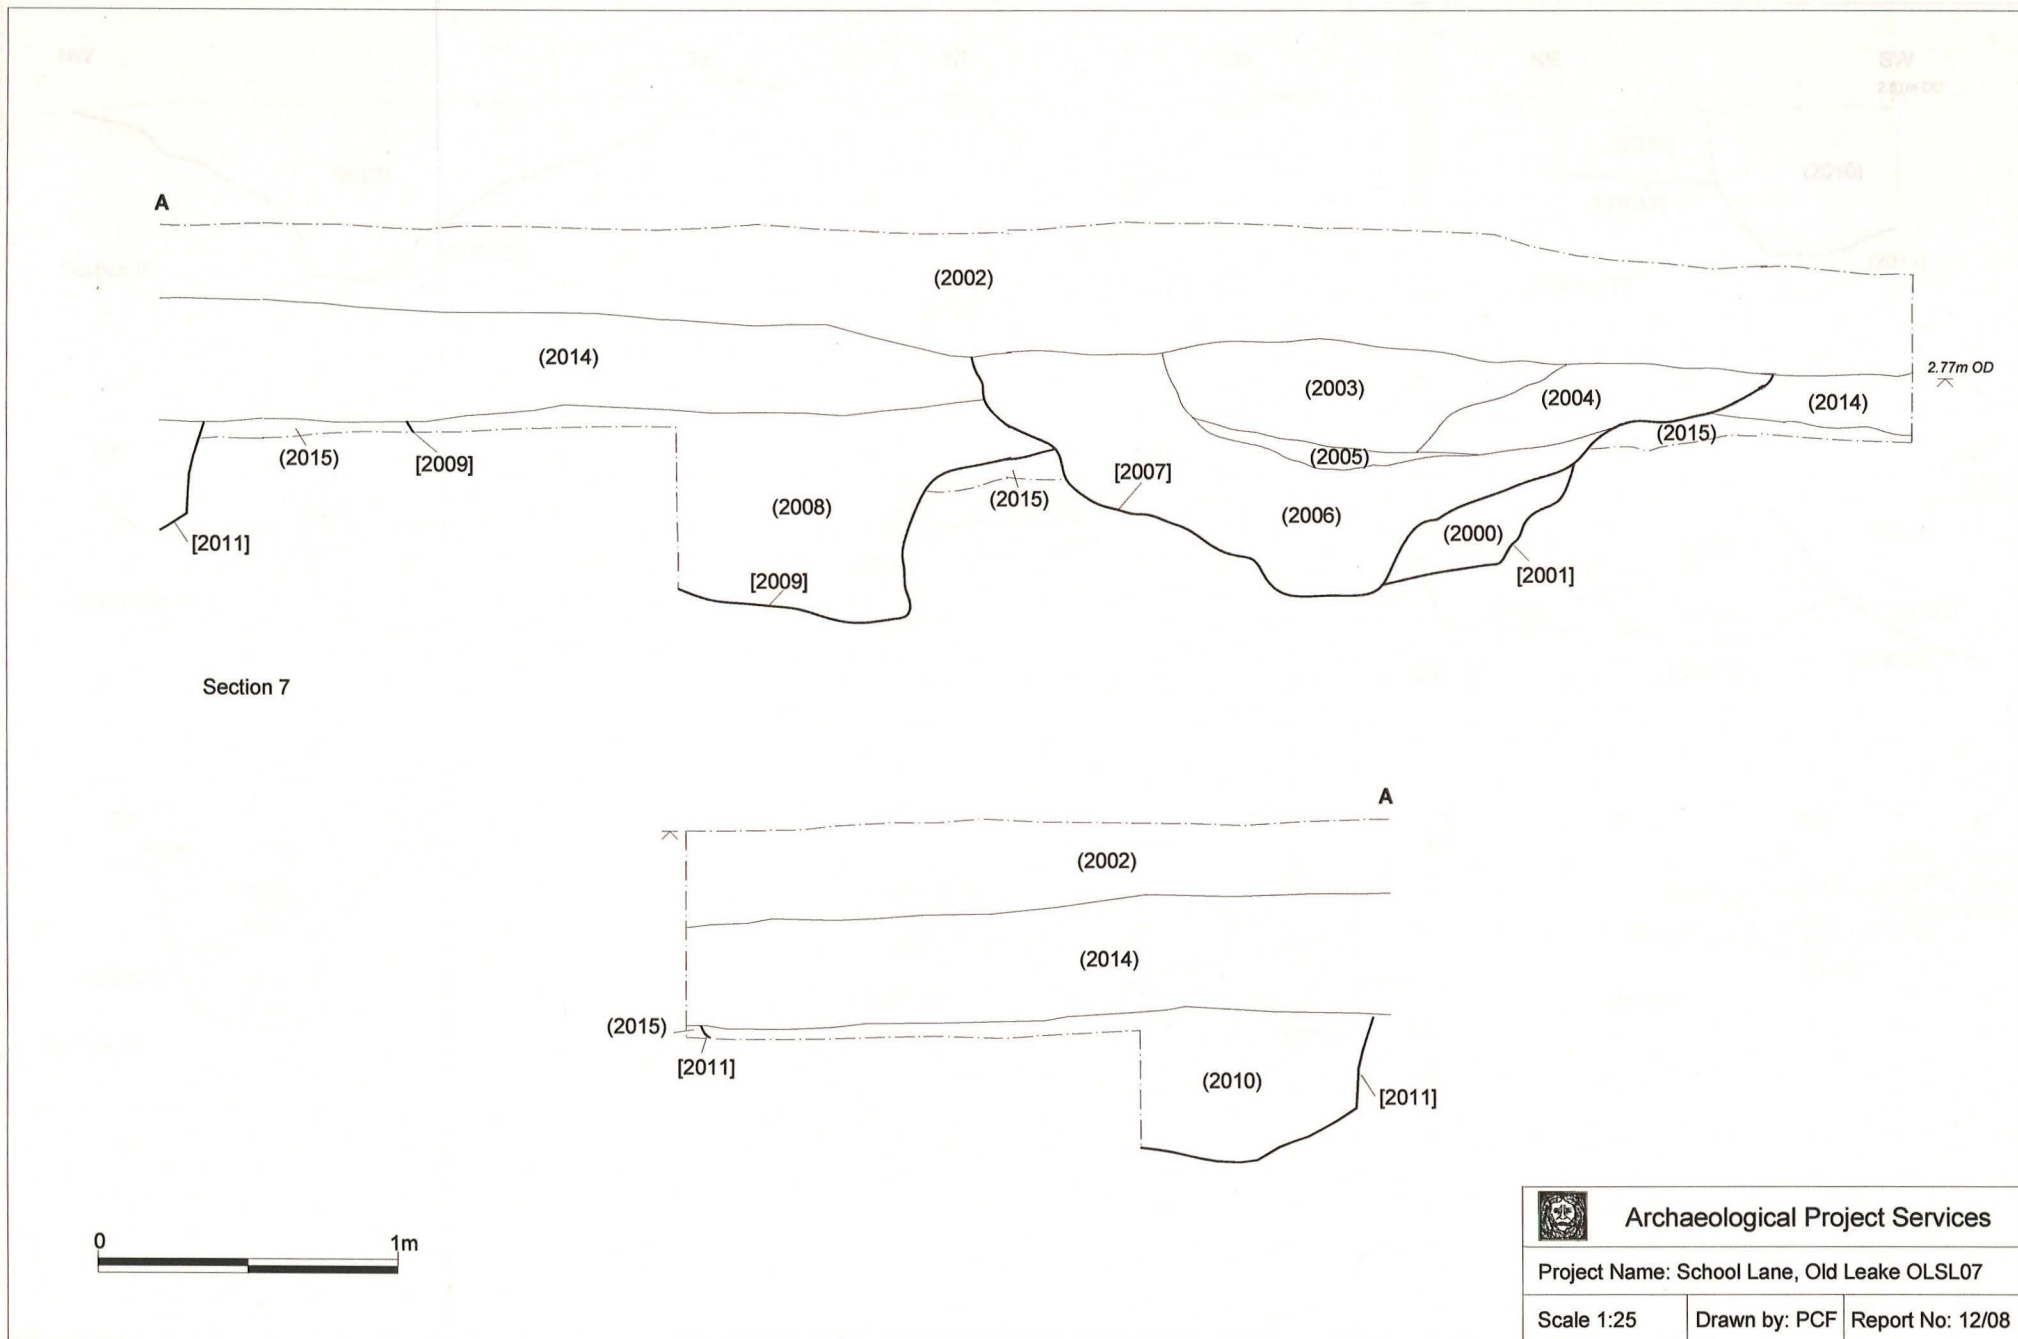 A
(2002)
(2014)
2.77m OD
(2003)
(2004)
(2014)
(2015)
[2009]
(2005)
(2015)
[2007]
(2015)
(2008)
(2006)
(2000)
[2011]
[2009]
[2001]
Section 7
A
(2002)
(2014)
(2015)
[2011]
(2010)
[2011]
0 1m
Archaeological Project Services
Project Name: School Lane, Old Leake OLSL07
Scale 1:25 Drawn by: PCF Report No: 12/08